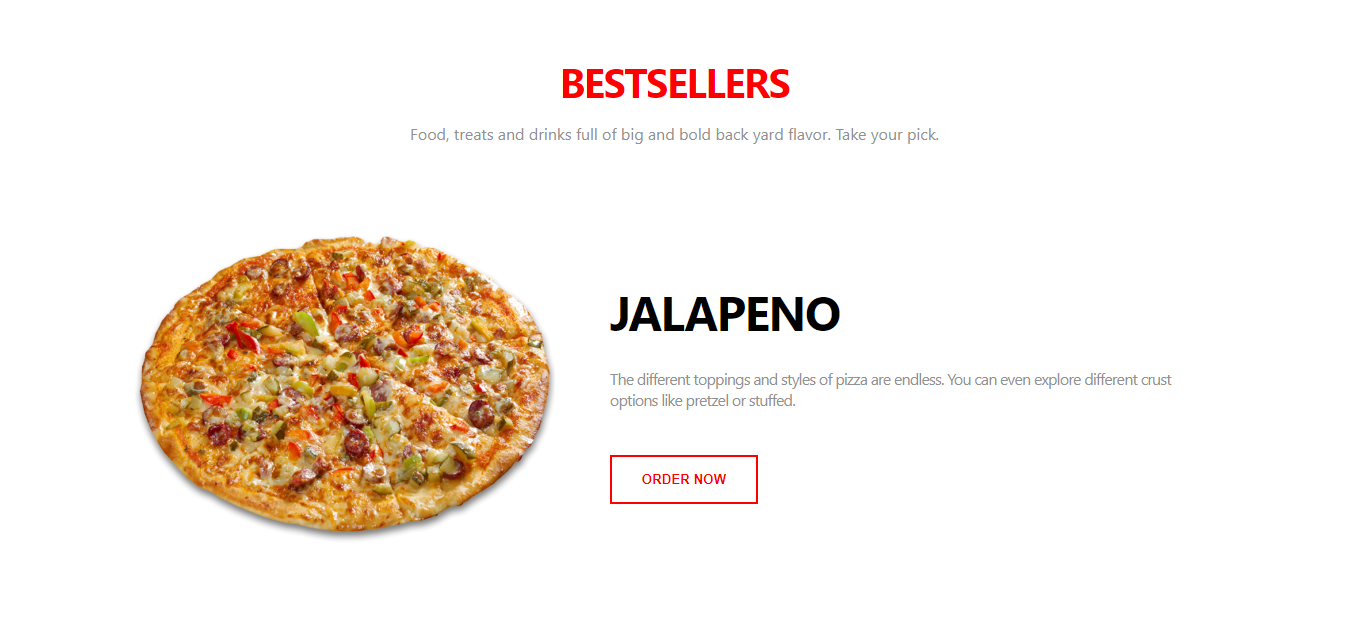 BESTSELLERS
Food, treats and drinks full of big and bold back yard flavor. Take your pick.
JALAPENO
The different toppings and styles of pizza are endless. You can even explore different crust
options like pretzel or stuffed.
ORDER NOW